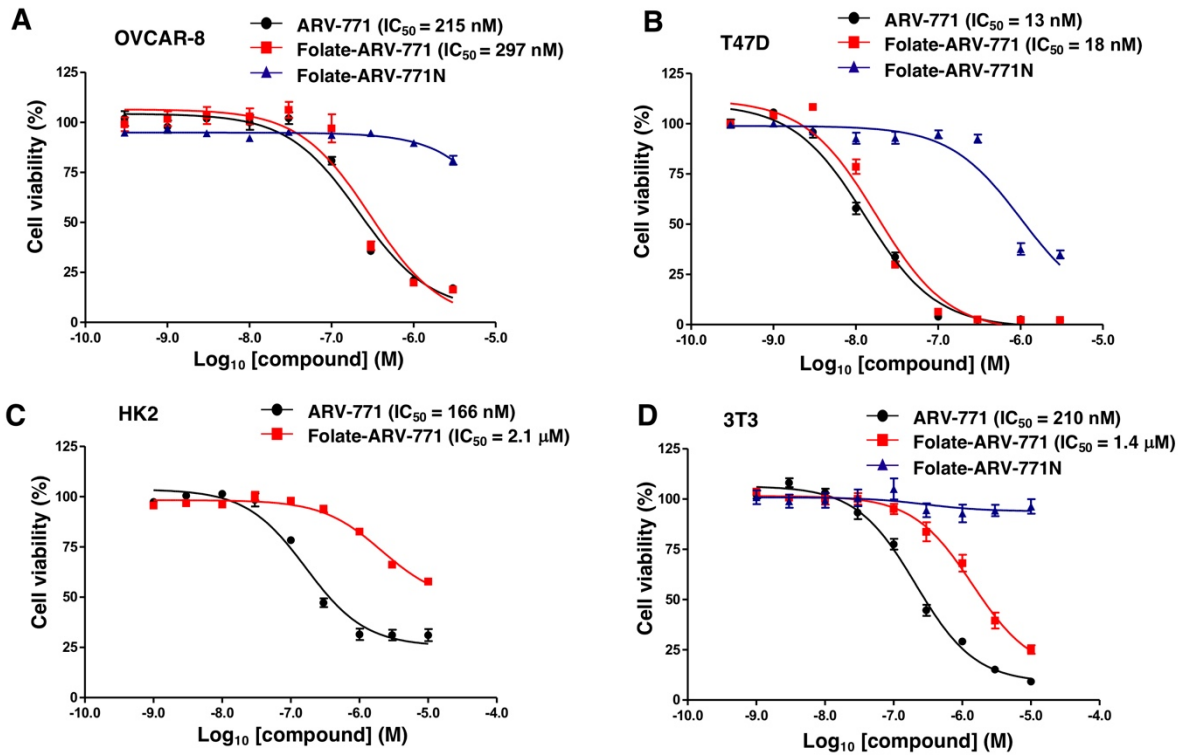 A
OVCAR-8
ARV-771 (IC50 = 215 nM)
Folate-ARV-771 (IC50 = 297 nM)
Folate-ARV-771N
125
100
75
50
25
0
Cell viability (%)
-10.0 -9.0 -8.0 -7.0 -6.0 -5.0
Log10 [compound] (M)
B
T47D
ARV-771 (IC50 = 13 nM)
Folate-ARV-771 (IC50 = 18 nM)
Folate-ARV-771N
125
100
75
50
25
0
Cell viability (%)
-10.0 -9.0 -8.0 -7.0 -6.0 -5.0
Log10 [compound] (M)
C
HK2
ARV-771 (IC50 = 166 nM)
Folate-ARV-771 (IC50 = 2.1 μM)
125
100
75
50
25
0
Cell viability (%)
-10.0 -9.0 -8.0 -7.0 -6.0 -5.0 -4.0
Log10 [compound] (M)
D
3T3
ARV-771 (IC50 = 210 nM)
Folate-ARV-771 (IC50 = 1.4 μM)
Folate-ARV-771N
125
100
75
50
25
0
Cell viability (%)
-10.0 -9.0 -8.0 -7.0 -6.0 -5.0 -4.0
Log10 [compound] (M)